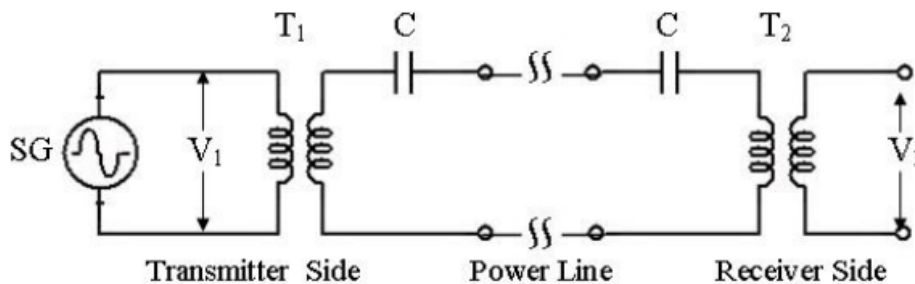 T₁ C C T₂
SG V₁
Transmitter Side Power Line Receiver Side